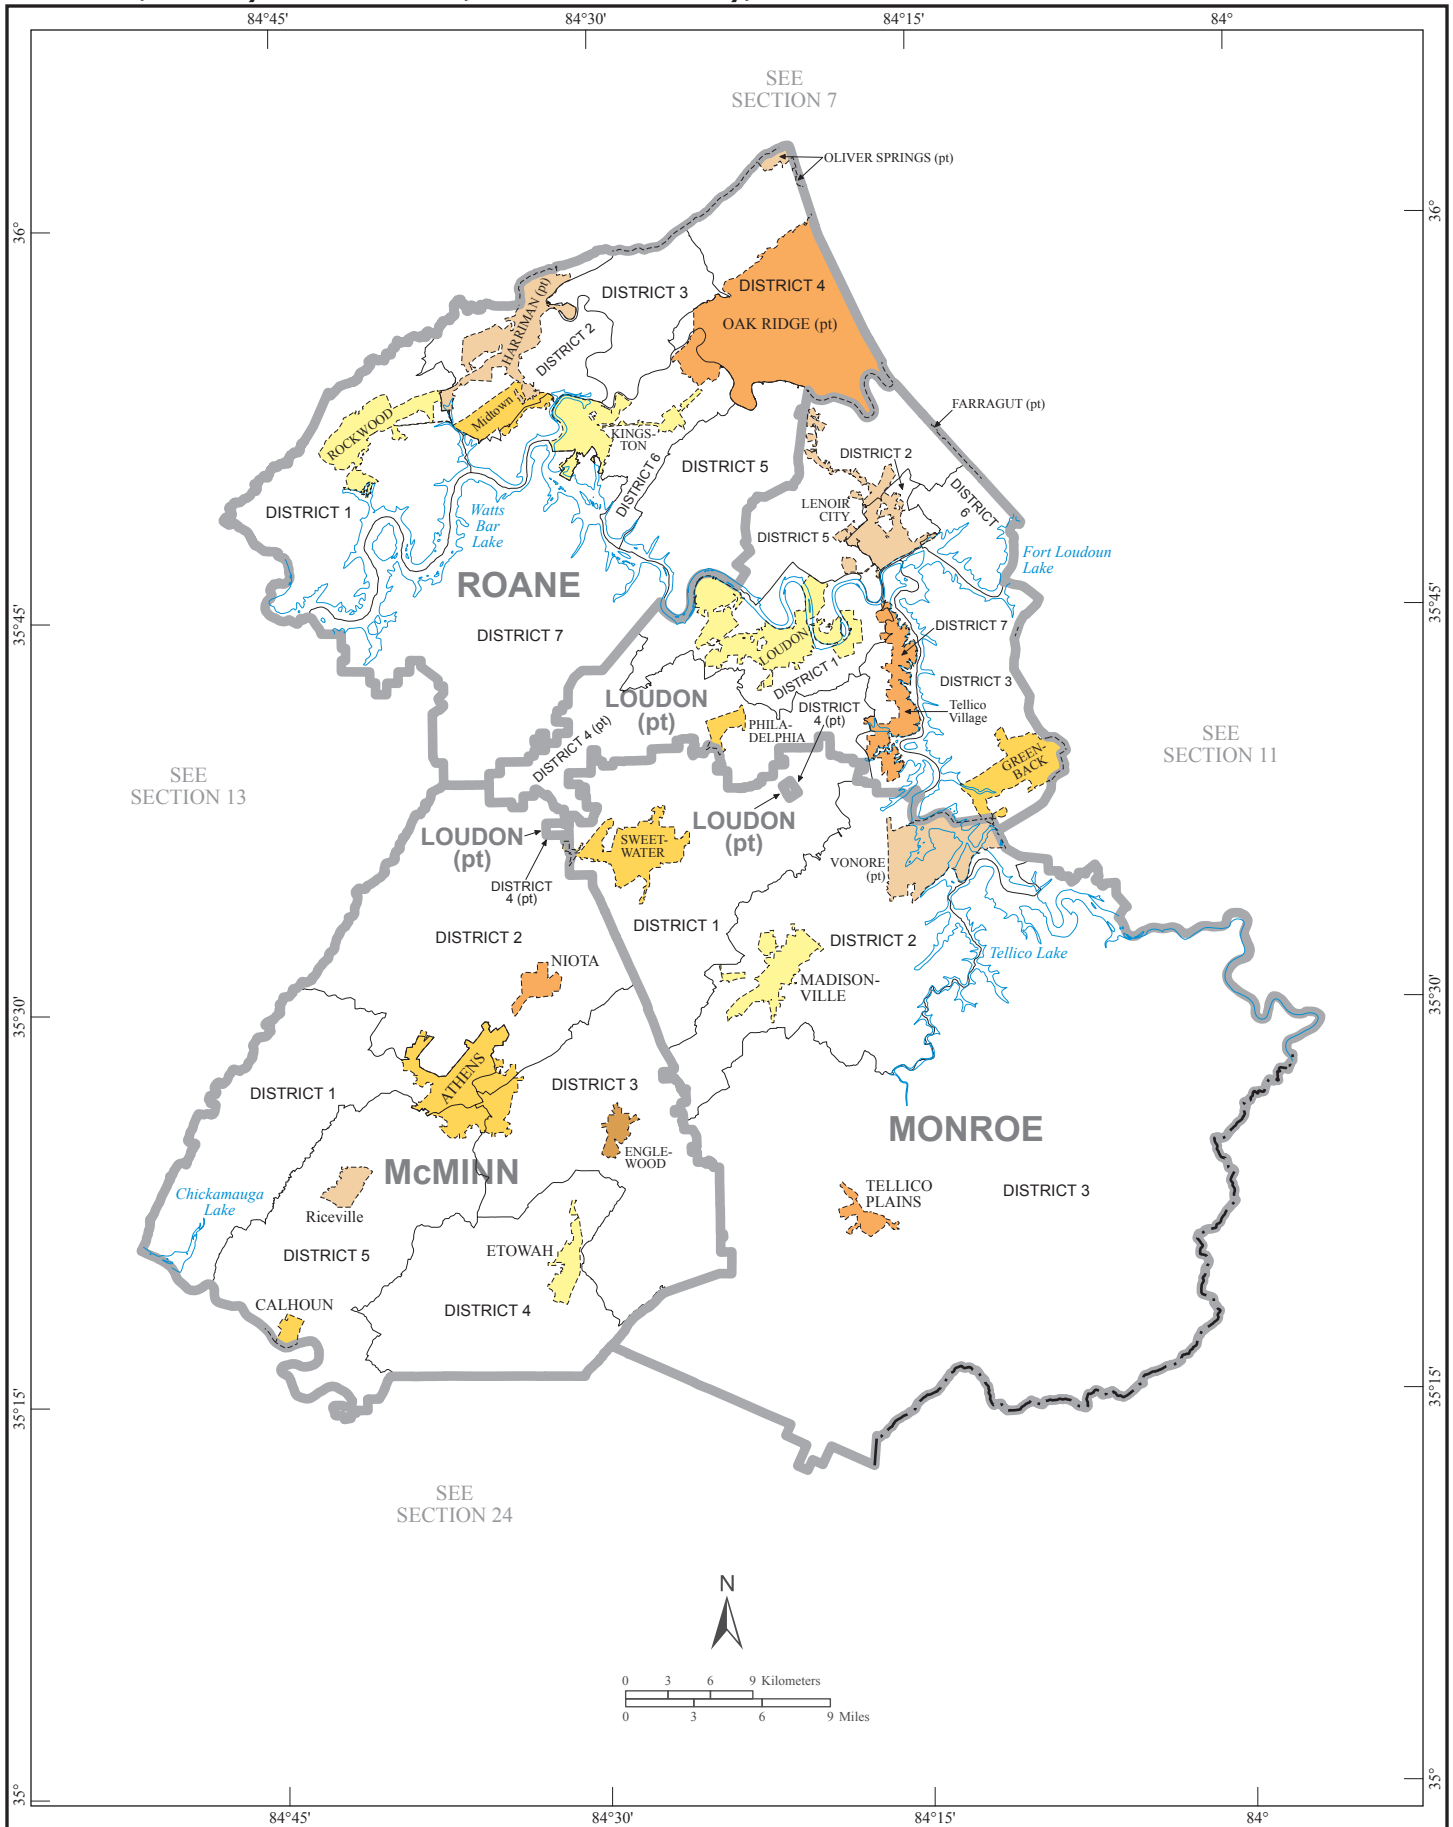 84°45'
84°30'
84°15'
84°
SEE
SECTION 7
OLIVER SPRINGS (pt)
36°
36°
DISTRICT 3
DISTRICT 4
HARRIMAN (pt)
OAK RIDGE (pt)
DISTRICT 2
Midtown
ROCKWOOD
FARRAGUT (pt)
KINGS-
TON
DISTRICT 2
DISTRICT 5
DISTRICT 6
DISTRICT
6
LENOIR
CITY
DISTRICT 1
Watts
Bar
Lake
DISTRICT 5
Fort Loudoun
Lake
ROANE
35°45'
35°45'
DISTRICT 7
DISTRICT 7
LOUDON
DISTRICT 1
DISTRICT 3
LOUDON
(pt)
DISTRICT
4 (pt)
Tellico
Village
PHILA-
DELPHIA
DISTRICT 4 (pt)
SEE
SECTION 11
GREEN-
BACK
SEE
SECTION 13
LOUDON
(pt)
LOUDON
(pt)
SWEET-
WATER
VONORE
(pt)
DISTRICT
4 (pt)
DISTRICT 1
DISTRICT 2
DISTRICT 2
Tellico Lake
NIOTA
MADISON-
VILLE
35°30'
35°30'
ATHENS
DISTRICT 3
DISTRICT 1
MONROE
ENGLE-
WOOD
McMINN
TELLICO
PLAINS
DISTRICT 3
Chickamauga
Lake
Riceville
DISTRICT 5
ETOWAH
CALHOUN
DISTRICT 4
35°15'
35°15'
SEE
SECTION 24
N
0 3 6 9 Kilometers
0 3 6 9 Miles
35°
35°
84°45'
84°30'
84°15'
84°